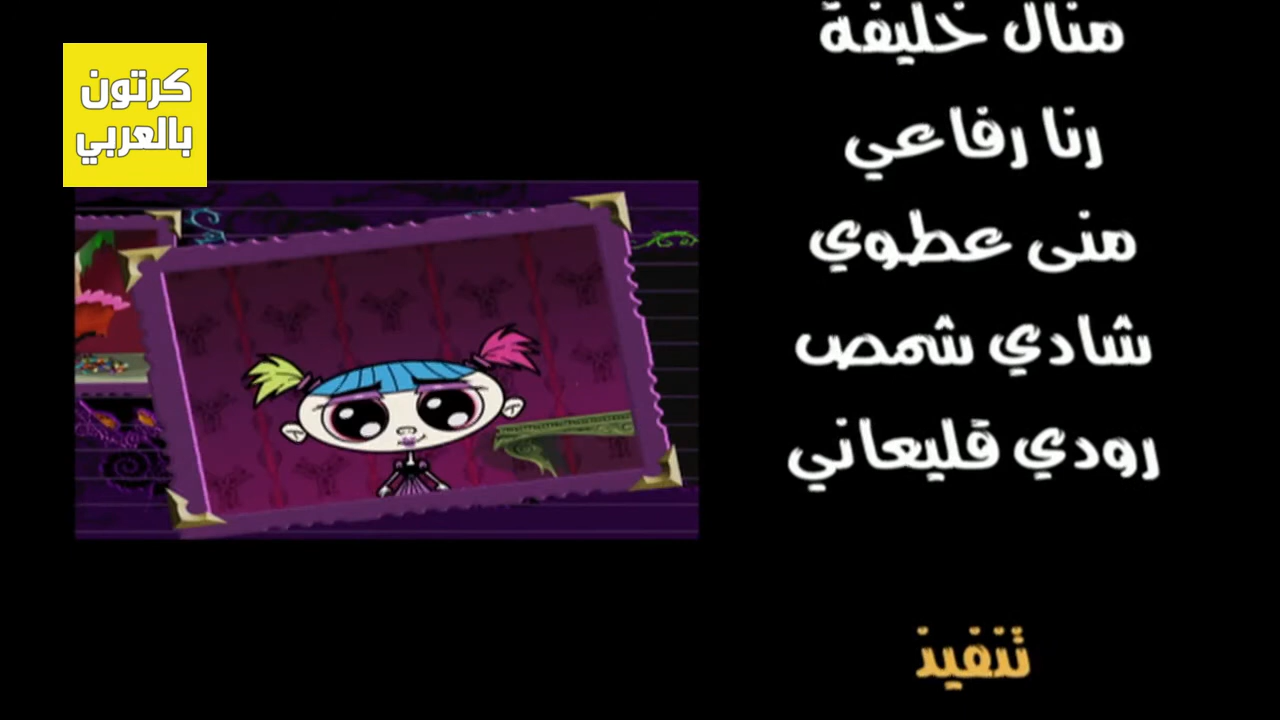 كرتون
بالعربي
منال خليفة
رنا رفاعي
منى عطوي
شادي شمص
رودي قليعاني
تنفيذ